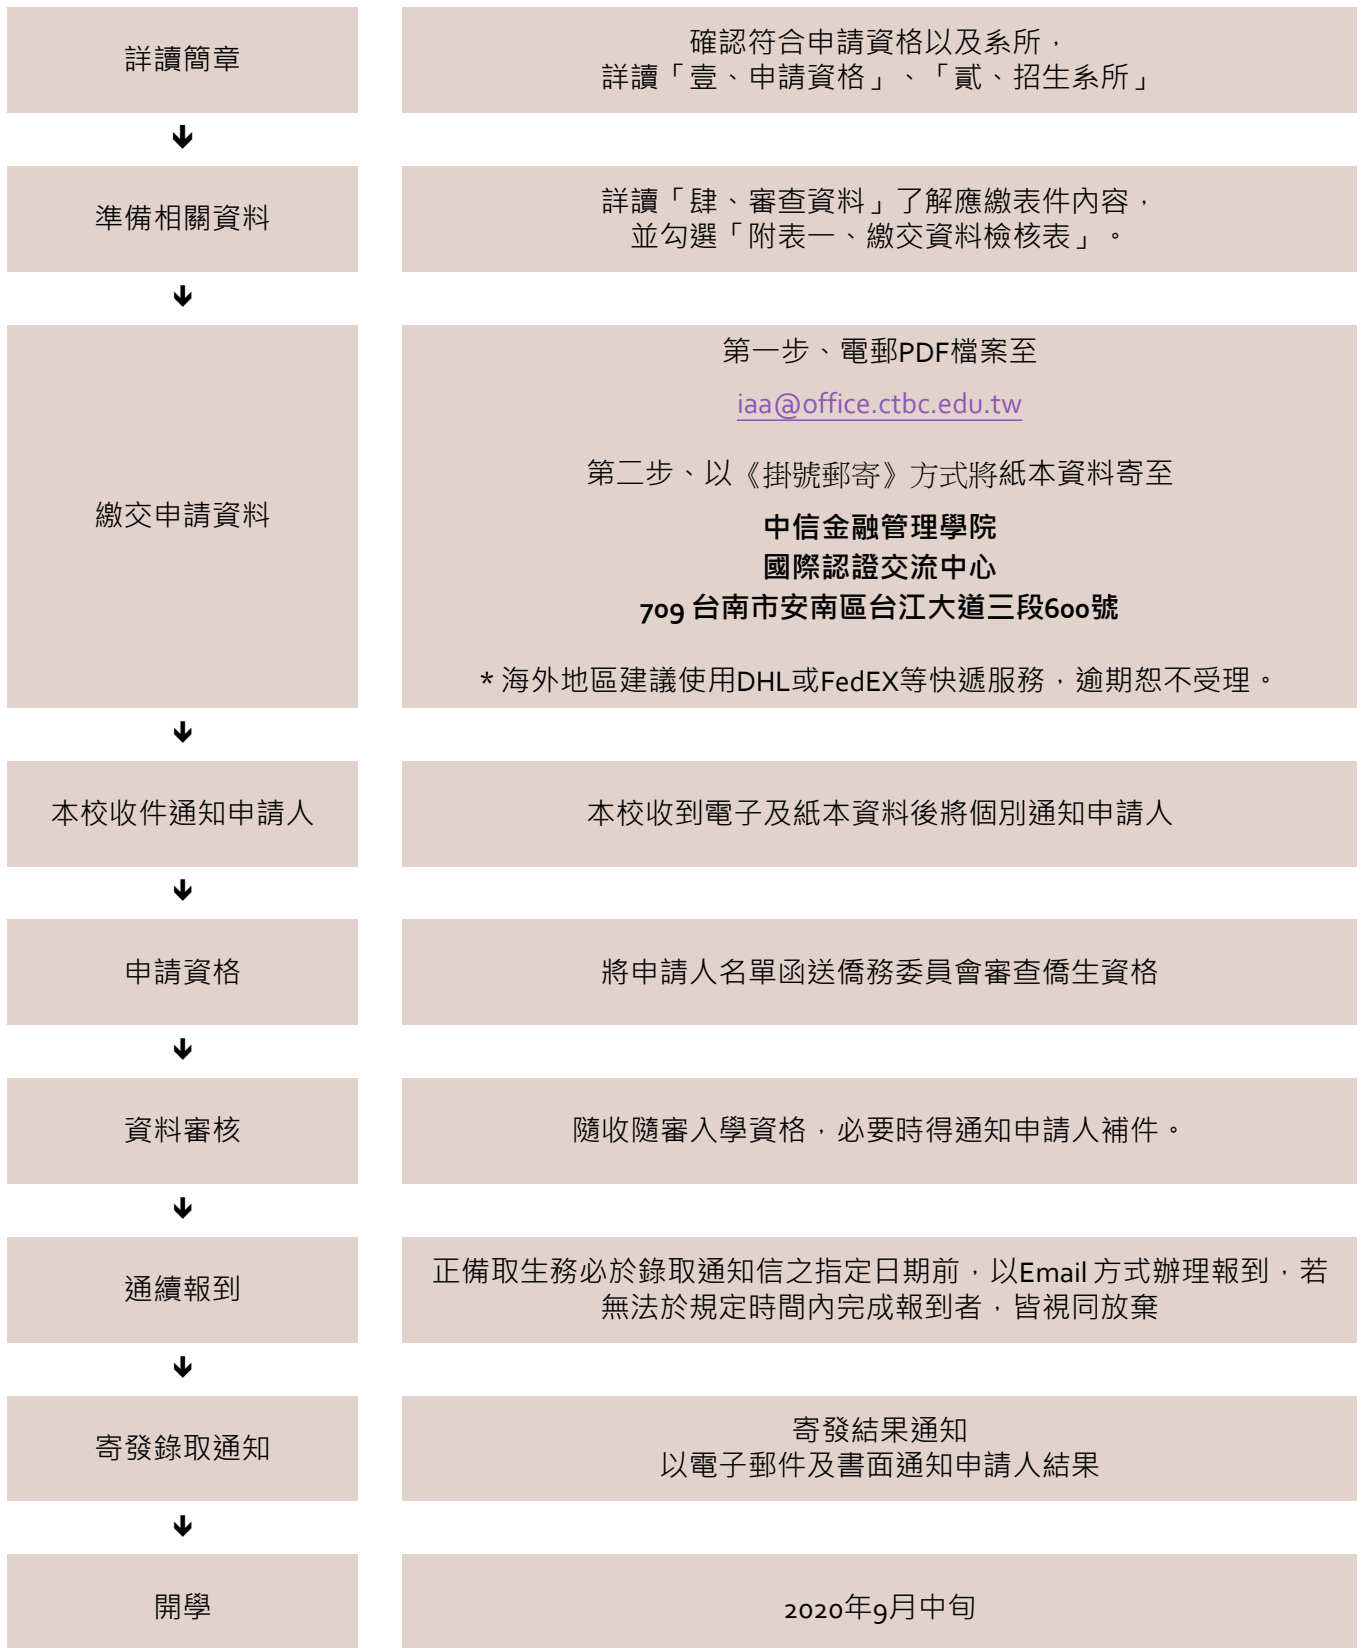 詳讀簡章
確認符合申請資格以及系所，
詳讀「壹、申請資格」、「貳、招生系所」
準備相關資料
詳讀「肆、審查資料」了解應繳表件內容，
並勾選「附表一、繳交資料檢核表」。
繳交申請資料
第一步、電郵PDF檔案至
iaa@office.ctbc.edu.tw
第二步、以《掛號郵寄》方式將紙本資料寄至
中信金融管理學院
國際認證交流中心
709 台南市安南區台江大道三段600號
* 海外地區建議使用DHL或FedEX等快遞服務，逾期恕不受理。
本校收件通知申請人
本校收到電子及紙本資料後將個別通知申請人
申請資格
將申請人名單函送僑務委員會審查僑生資格
資料審核
隨收隨審入學資格，必要時得通知申請人補件。
通續報到
正備取生務必於錄取通知信之指定日期前，以Email 方式辦理報到，若
無法於規定時間內完成報到者，皆視同放棄
寄發錄取通知
寄發結果通知
以電子郵件及書面通知申請人結果
開學
2020年9月中旬